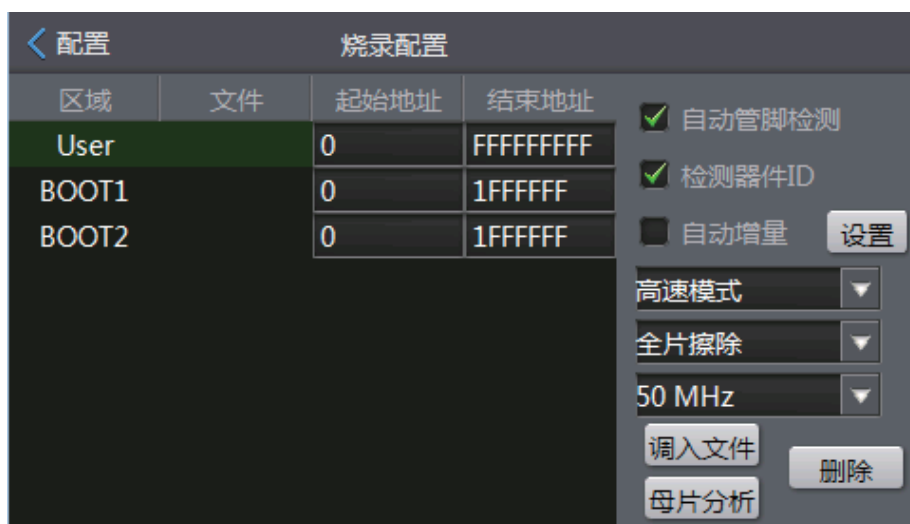 配置 烧录配置
区域 文件 起始地址 结束地址
User 0 FFFFFFFFF
BOOT1 0 1FFFFFF
BOOT2 0 1FFFFFF
自动管脚检测
检测器件ID
自动增量 设置
高速模式
全片擦除
50 MHz
调入文件
删除
母片分析